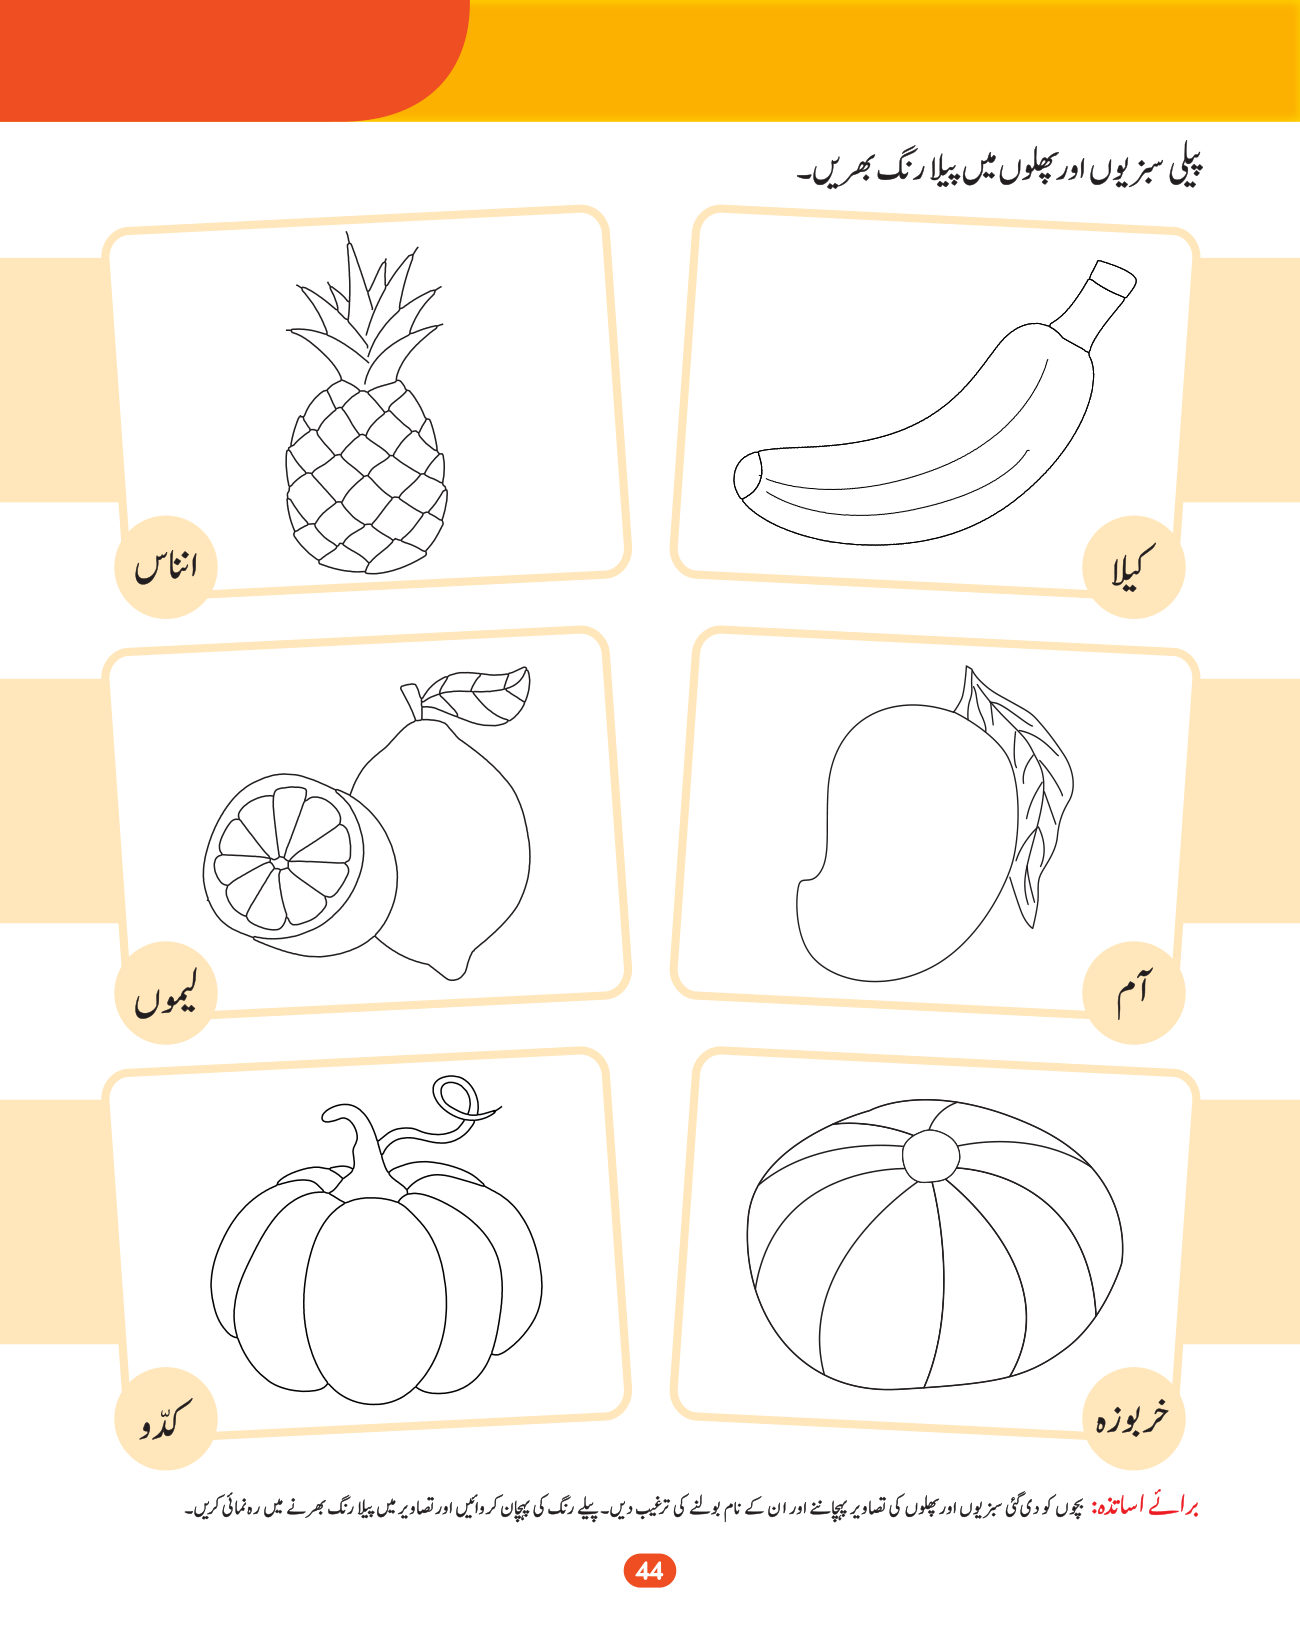 پیلی سبزیوں اور پھلوں میں پیلا رنگ بھریں۔
کیلا
انناس
آم
لیموں
خربوزہ
کدّو
برائے اساتذہ: بچوں کو دی گئی سبزیوں اور پھلوں کی تصاویر پہچاننے اور ان کے نام بولنے کی ترغیب دیں۔ پیلے رنگ کی پہچان کروائیں اور تصاویر میں پیلا رنگ بھرنے میں رہ نمائی کریں۔
44